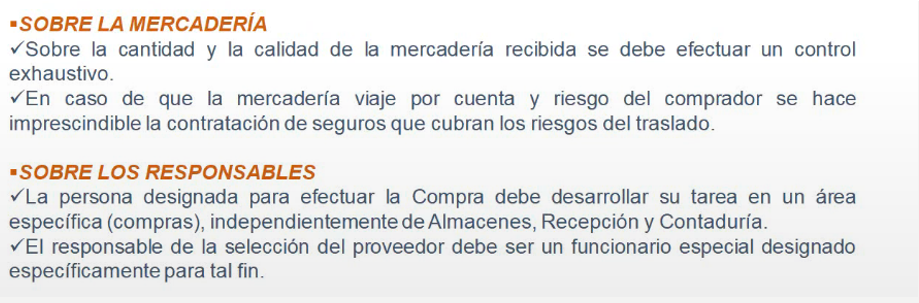 ▪SOBRE LA MERCADERÍA
✓Sobre la cantidad y la calidad de la mercadería recibida se debe efectuar un control
exhaustivo.
✓En caso de que la mercadería viaje por cuenta y riesgo del comprador se hace
imprescindible la contratación de seguros que cubran los riesgos del traslado.
▪SOBRE LOS RESPONSABLES
✓La persona designada para efectuar la Compra debe desarrollar su tarea en un área
específica (compras), independientemente de Almacenes, Recepción y Contaduría.
✓El responsable de la selección del proveedor debe ser un funcionario especial designado
específicamente para tal fin.